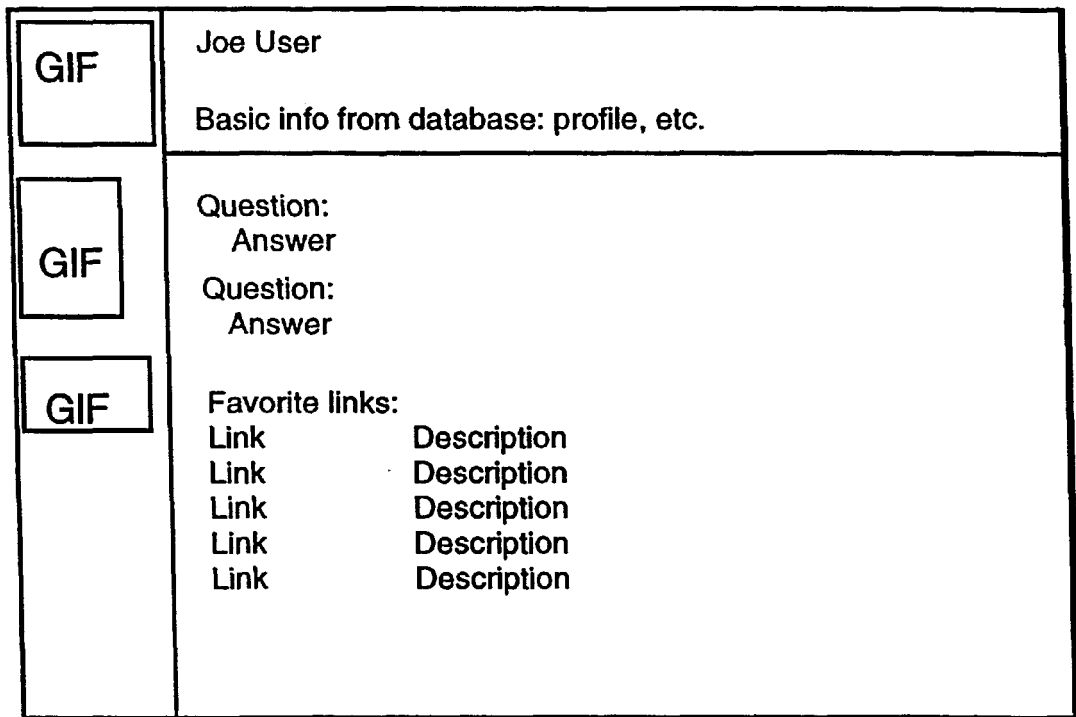 GIF
Joe User
Basic info from database: profile, etc.
GIF
Question:
Answer
Question:
Answer
GIF
Favorite links:
Link Description
Link Description
Link Description
Link Description
Link Description